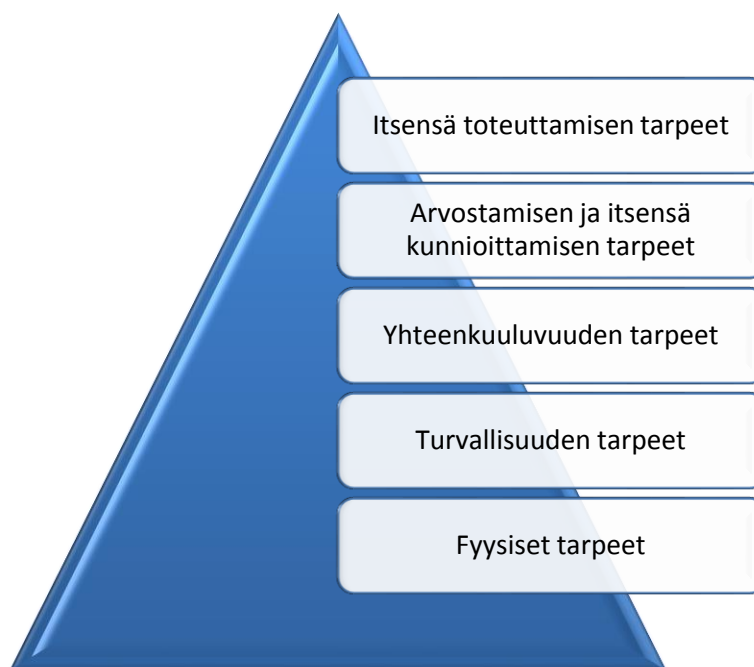 Itsensä toteuttamisen tarpeet
Arvostamisen ja itsensä
kunnioittamisen tarpeet
Yhteenkuuluvuuden tarpeet
Turvallisuuden tarpeet
Fyysiset tarpeet